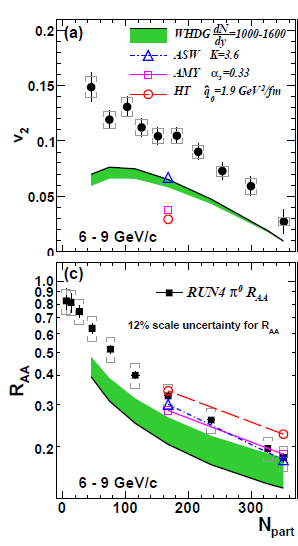 (a)
WHDG dN/dy=1000-1600
ASW K=3.6
AMY αs=0.33
HT q̂0=1.9 GeV²/fm
0.2
0.15
0.1
0.05
0
v2
6 - 9 GeV/c
(c)
RUN4 π⁰ RAA
12% scale uncertainty for RAA
1.0
0.9
0.8
0.7
0.6
0.5
0.4
0.3
0.2
RAA
6 - 9 GeV/c
0 100 200 300
Npart